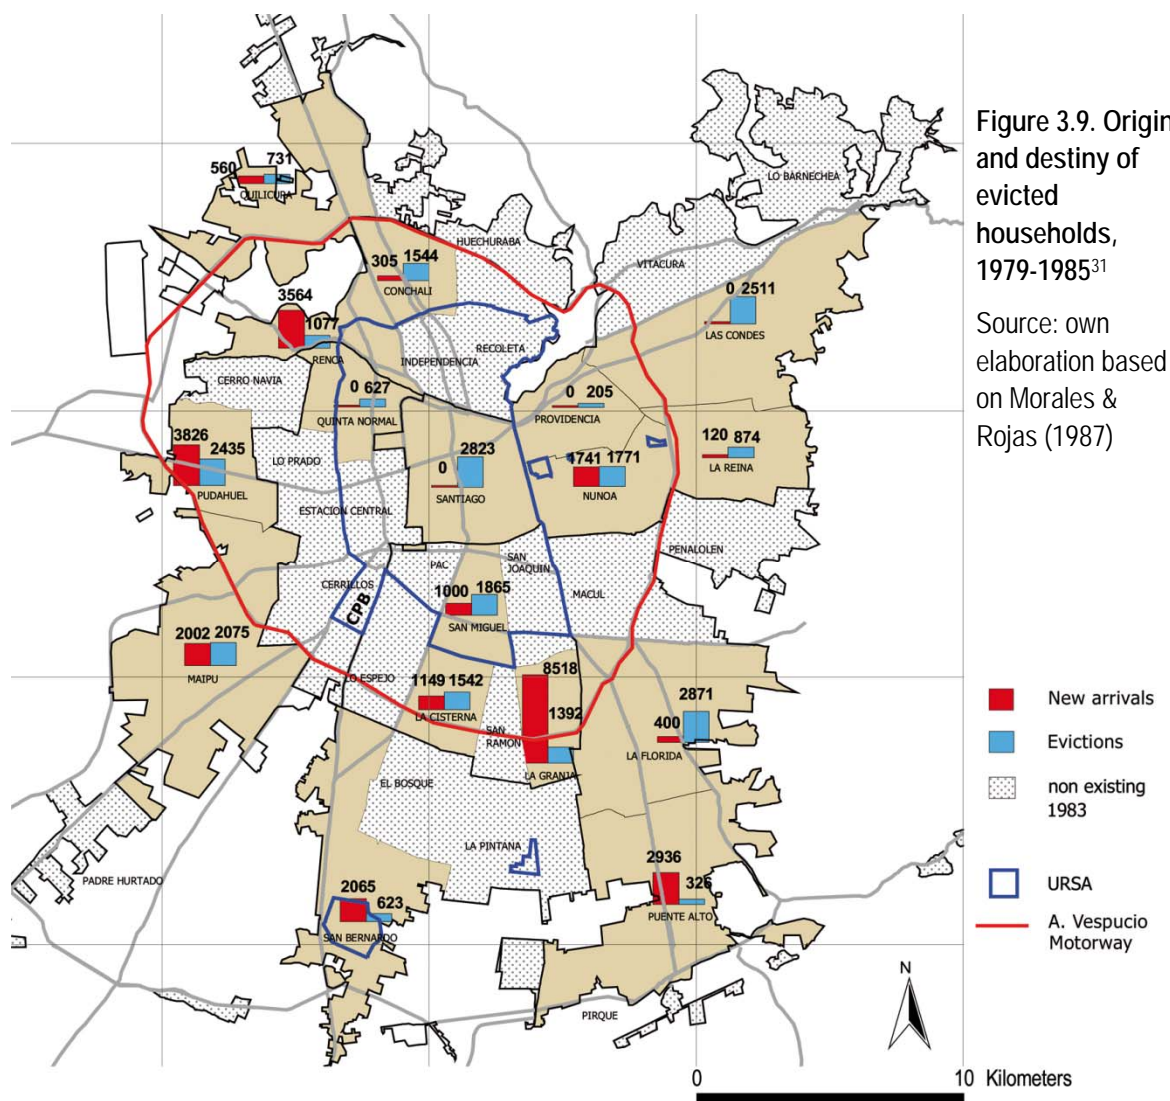 Figure 3.9. Origin
and destiny of
evicted
households,
1979-1985³¹
Source: own
elaboration based
on Morales &
Rojas (1987)
LO BARNECHEA
560 731
QUILICURA
HUECHURABA
VITACURA
305 1544
CONCHALI
0 2511
LAS CONDES
3564
1077
RENCA
RECOLETA
INDEPENDENCIA
CERRO NAVIA
0 627
QUINTA NORMAL
0 205
PROVIDENCIA
3826
2435
PUDAHUEL
LO PRADO
2823
0
SANTIAGO
1741 1771
NUNOA
120 874
LA REINA
ESTACION CENTRAL
PENALOLEN
PAC
SAN
JOAQUIN
CERRILLOS
CPB
MACUL
1000 1865
SAN MIGUEL
2002 2075
MAIPU
LO ESPEJO
1149 1542
LA CISTERNA
8518
1392
LA GRANJA
SAN
RAMON
2871
400
LA FLORIDA
EL BOSQUE
LA PINTANA
PADRE HURTADO
2065
623
SAN BERNARDO
2936
326
PUENTE ALTO
PIRQUE
New arrivals
Evictions
non existing
1983
URSA
A. Vespucio
Motorway
N
0 10 Kilometers